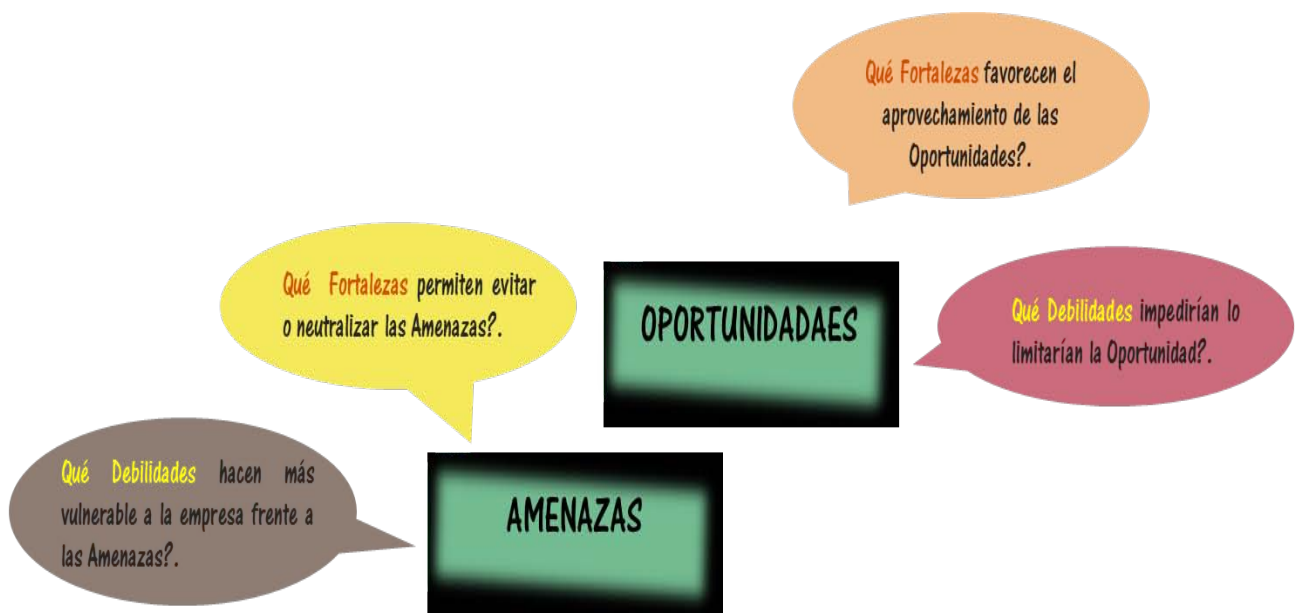 Qué Fortalezas favorecen el
aprovechamiento de las
Oportunidades?.
Qué Fortalezas permiten evitar
o neutralizar las Amenazas?.
OPORTUNIDADAES
Qué Debilidades impedirían lo
limitarían la Oportunidad?.
Qué Debilidades hacen más
vulnerable a la empresa frente a
las Amenazas?.
AMENAZAS